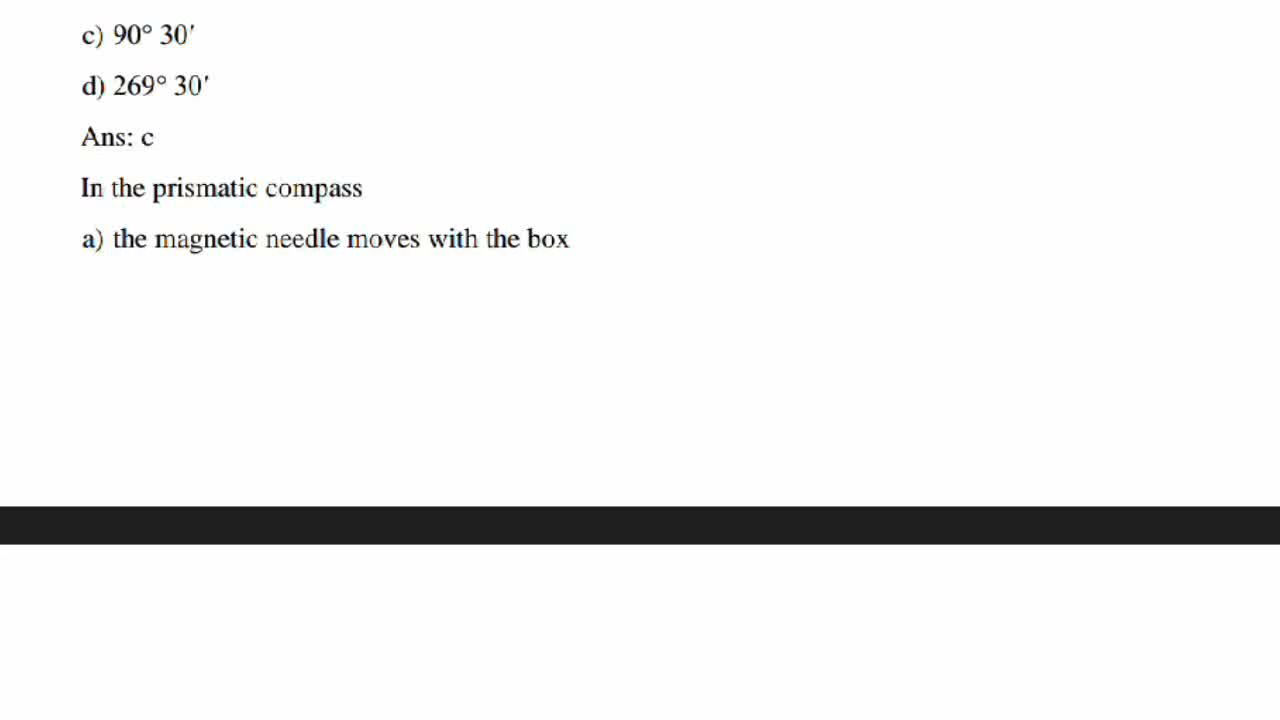 c) 90° 30′
d) 269° 30′
Ans: c
In the prismatic compass
a) the magnetic needle moves with the box